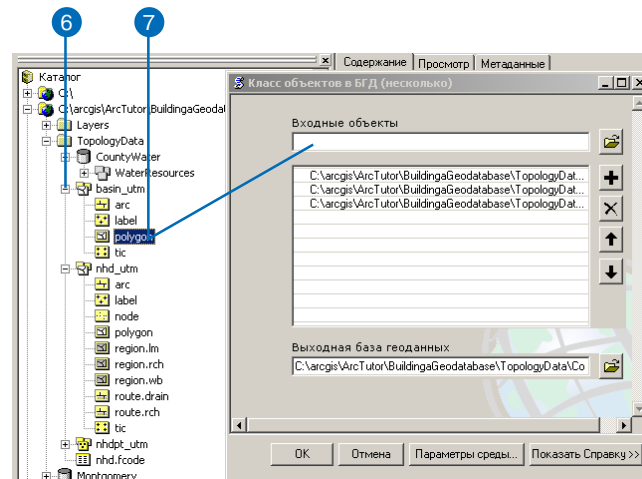 6 7
Содержание Просмотр Метаданные
Каталог
C:\
C:\arcgis\ArcTutor\BuildingaGeodal
Layers
TopologyData
CountyWater
WaterResources
basin_utm
arc
label
polygon
tic
nhd_utm
arc
label
node
polygon
region.lm
region.rch
region.wb
route.drain
route.rch
tic
nhdpt_utm
nhd.fcode
Montgomery
Класс объектов в БГД (несколько)
Входные объекты
C:\arcgis\ArcTutor\BuildingaGeodatabase\TopologyDat...
C:\arcgis\ArcTutor\BuildingaGeodatabase\TopologyDat...
C:\arcgis\ArcTutor\BuildingaGeodatabase\TopologyDat...
Выходная база геоданных
C:\arcgis\ArcTutor\BuildingaGeodatabase\TopologyData\Co
OK Отмена Параметры среды... Показать Справку >>